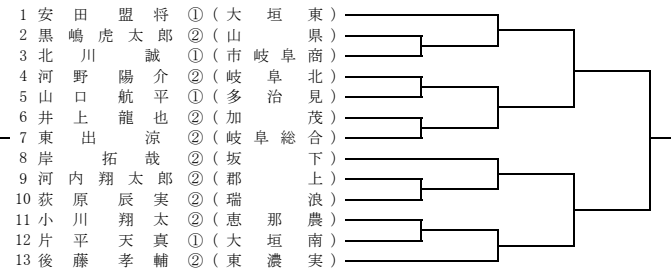 1 安田盟将 ① (大垣東)
2 黒嶋虎太郎 ② (山県)
3 北川誠 ① (市岐阜商)
4 河野陽介 ② (岐阜北)
5 山口航平 ① (多治見)
6 井上龍也 ② (加茂)
7 東出涼 ② (岐阜総合)
8 岸拓哉 ② (坂下)
9 河内翔太郎 ② (郡上)
10 荻原辰実 ② (瑞浪)
11 小川翔太 ② (恵那農)
12 片平天真 ① (大垣南)
13 後藤孝輔 ② (東濃実)